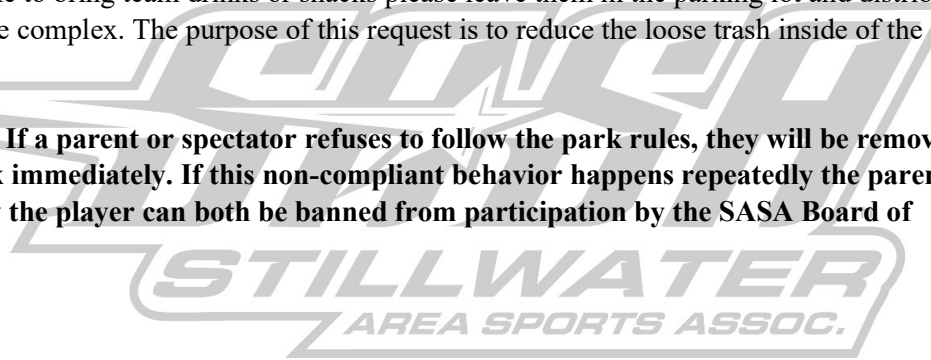 to bring team drinks or snacks please leave them in the parking lot and
complex. The purpose of this request is to reduce the loose trash inside of the
If a parent or spectator refuses to follow the park rules, they will be
immediately. If this non-compliant behavior happens repeatedly the
the player can both be banned from participation by the SASA Board of
SASA
STILLWATER
AREA SPORTS ASSOC.